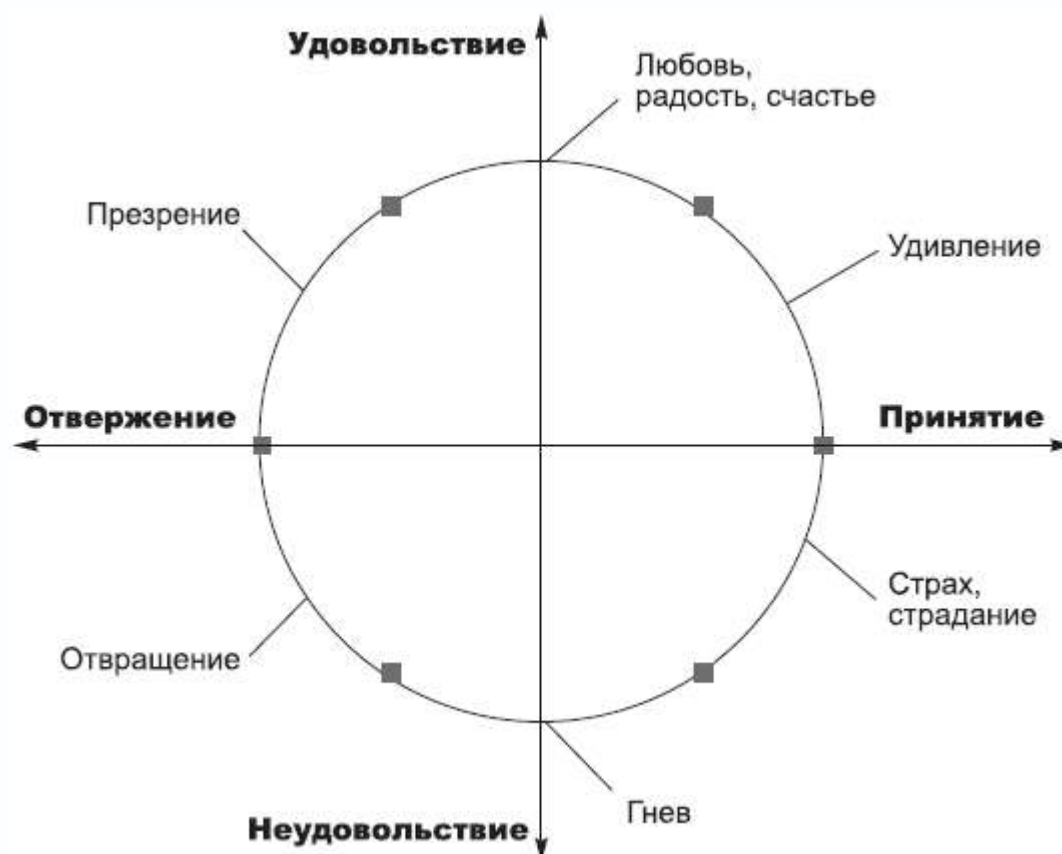 Удовольствие
Любовь,
радость, счастье
Презрение
Удивление
Отвержение
Принятие
Страх,
страдание
Отвращение
Гнев
Неудовольствие